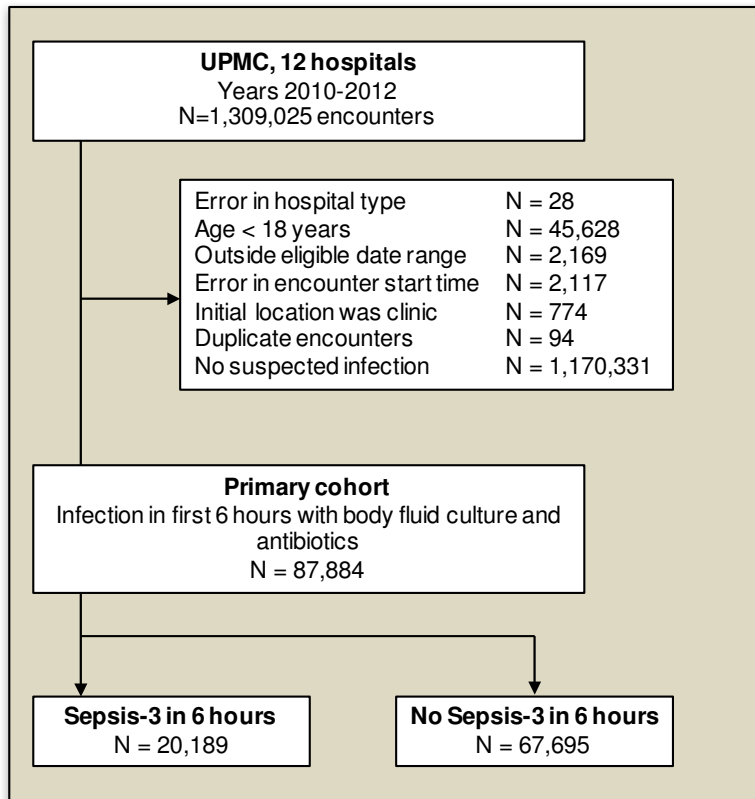 UPMC, 12 hospitals
Years 2010-2012
N=1,309,025 encounters
Error in hospital type N = 28
Age < 18 years N = 45,628
Outside eligible date range N = 2,169
Error in encounter start time N = 2,117
Initial location was clinic N = 774
Duplicate encounters N = 94
No suspected infection N = 1,170,331
Primary cohort
Infection in first 6 hours with body fluid culture and
antibiotics
N = 87,884
Sepsis-3 in 6 hours
N = 20,189
No Sepsis-3 in 6 hours
N = 67,695